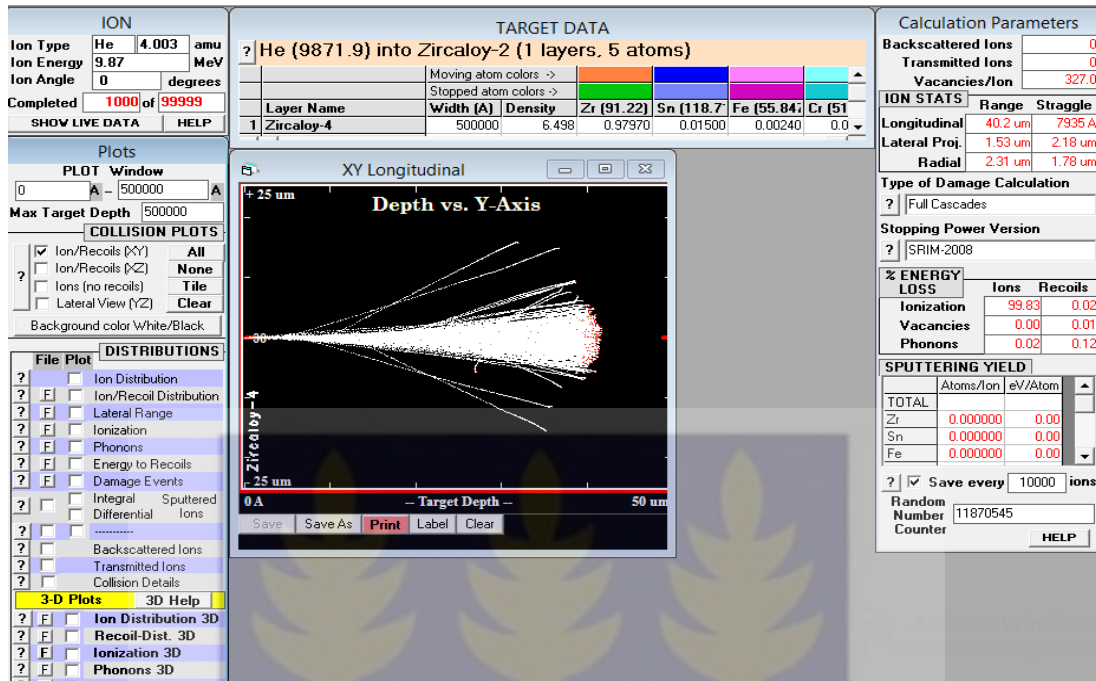 ION
Ion Type He 4.003 amu
Ion Energy 9.87 MeV
Ion Angle 0 degrees
Completed 1000 of 99999
SHOW LIVE DATA HELP
Plots
PLOT Window
0 A - 500000 A
Max Target Depth 500000
COLLISION PLOTS
? Ion/Recoils (XY) All
Ion/Recoils (XZ) None
Ions (no recoils) Tile
Lateral View (YZ) Clear
Background color White/Black
DISTRIBUTIONS
File Plot
? Ion Distribution
? F Ion/Recoil Distribution
? F Lateral Range
? F Ionization
? F Phonons
? F Energy to Recoils
? F Damage Events
? Integral Sputtered
Differential Ions
? ----------
? Backscattered Ions
? Transmitted Ions
? Collision Details
3-D Plots 3D Help
? F Ion Distribution 3D
? F Recoil-Dist. 3D
? F Ionization 3D
? F Phonons 3D
TARGET DATA
? He (9871.9) into Zircaloy-2 (1 layers, 5 atoms)
Moving atom colors ->
Stopped atom colors ->
Layer Name Width (A) Density Zr (91.22) Sn (118.7 Fe (55.84 Cr (51
1 Zircaloy-4 500000 6.498 0.97970 0.01500 0.00240 0.0
XY Longitudinal
+ 25 um
Depth vs. Y-Axis
Zircaloy-4
- 25 um
0 A -- Target Depth -- 50 um
Save Save As Print Label Clear
Calculation Parameters
Backscattered Ions 0
Transmitted Ions 0
Vacancies/Ion 327.0
ION STATS Range Straggle
Longitudinal 40.2 um 7935 A
Lateral Proj. 1.53 um 2.18 um
Radial 2.31 um 1.78 um
Type of Damage Calculation
? Full Cascades
Stopping Power Version
? SRIM-2008
% ENERGY LOSS Ions Recoils
Ionization 99.83 0.02
Vacancies 0.00 0.01
Phonons 0.02 0.12
SPUTTERING YIELD
Atoms/Ion eV/Atom
TOTAL
Zr 0.000000 0.00
Sn 0.000000 0.00
Fe 0.000000 0.00
? Save every 10000 ions
Random
Number 11870545
Counter
HELP